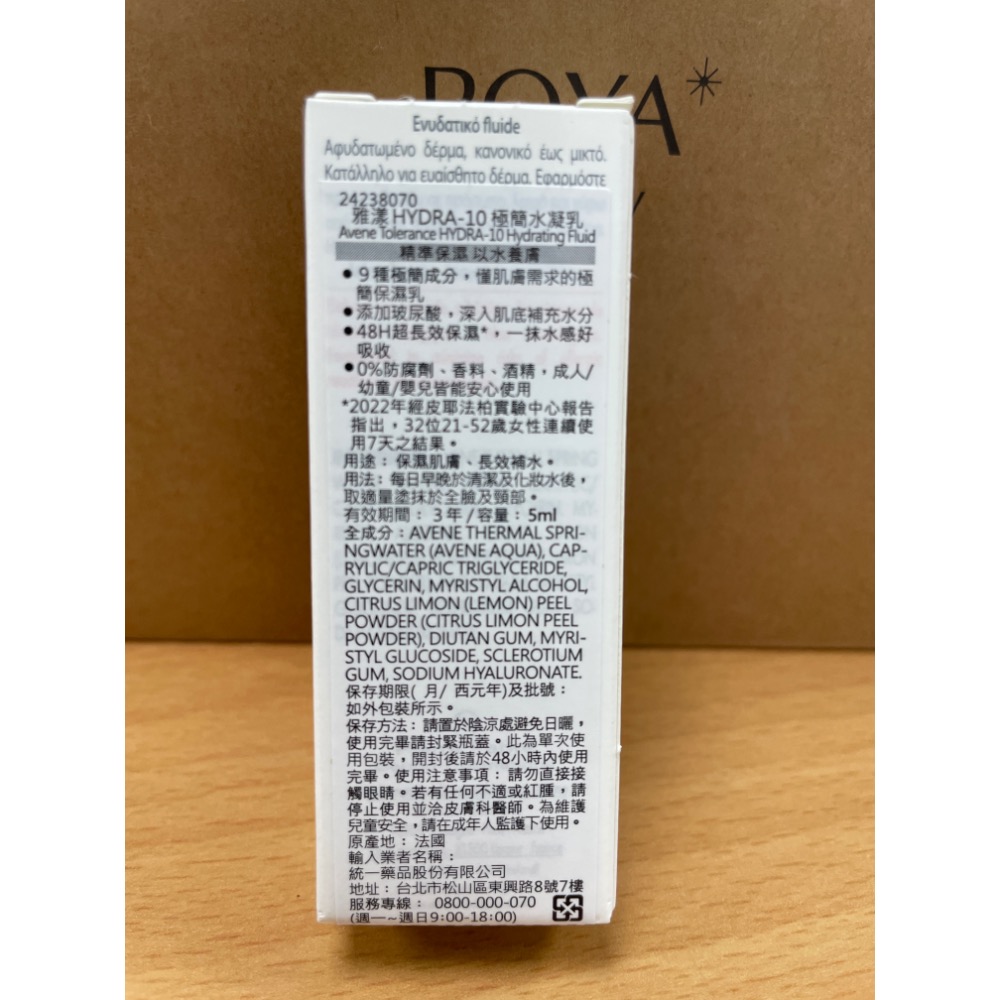 POYA*
Ενυδατικό fluide
Αφυδατωμένο δέρμα, κανονικό έως μικτό.
Κατάλληλο για ευαίσθητο δέρμα. Εφαρμόστε
24238070
雅漾HYDRA-10 極簡水凝乳
Avene Tolerance HYDRA-10 Hydrating Fluid
精準保濕 以水養膚
● 9 種極簡成分，懂肌膚需求的極
簡保濕乳
●添加玻尿酸，深入肌底補充水分
●48H超長效保濕*，一抹水感好
吸收
●0%防腐劑、香料、酒精，成人/
幼童/嬰兒皆能安心使用
*2022年經皮耶法柏實驗中心報告
指出，32位21-52歲女性連續使
用7天之結果。
用途：保濕肌膚、長效補水。
用法：每日早晚於清潔及化妝水後，
取適量塗抹於全臉及頸部。
有效期間：3 年 / 容量：5ml
全成分：AVENE THERMAL SPRI-
NGWATER (AVENE AQUA), CAP-
RYLIC/CAPRIC TRIGLYCERIDE,
GLYCERIN, MYRISTYL ALCOHOL,
CITRUS LIMON (LEMON) PEEL
POWDER (CITRUS LIMON PEEL
POWDER), DIUTAN GUM, MYRI-
STYL GLUCOSIDE, SCLEROTIUM
GUM, SODIUM HYALURONATE.
保存期限( 月/ 西元年)及批號：
如外包裝所示。
保存方法：請置於陰涼處避免日曬，
使用完畢請封緊瓶蓋。此為單次使
用包裝，開封後請於48小時內使用
完畢。使用注意事項：請勿直接接
觸眼睛。若有任何不適或紅腫，請
停止使用並洽皮膚科醫師。為維護
兒童安全，請在成年人監護下使用。
原產地：法國
輸入業者名稱：
統一藥品股份有限公司
地址：台北市松山區東興路8號7樓
服務專線：0800-000-070
(週一~週日9:00-18:00)